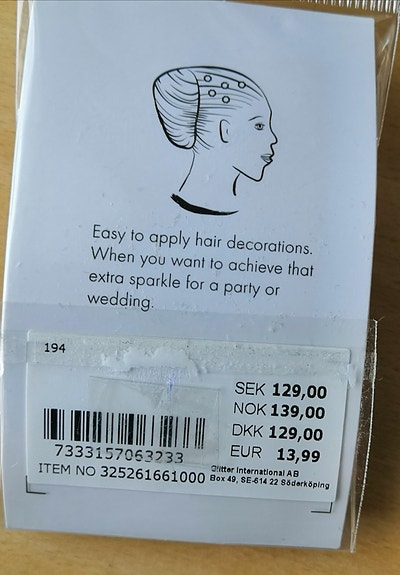 Easy to apply hair decorations.
When you want to achieve that
extra sparkle for a party or
wedding.
194
SEK 129,00
NOK 139,00
DKK 129,00
EUR 13,99
7333157063233
ITEM NO 325261661000
Glitter International AB
Box 49, SE-614 22 Söderköping